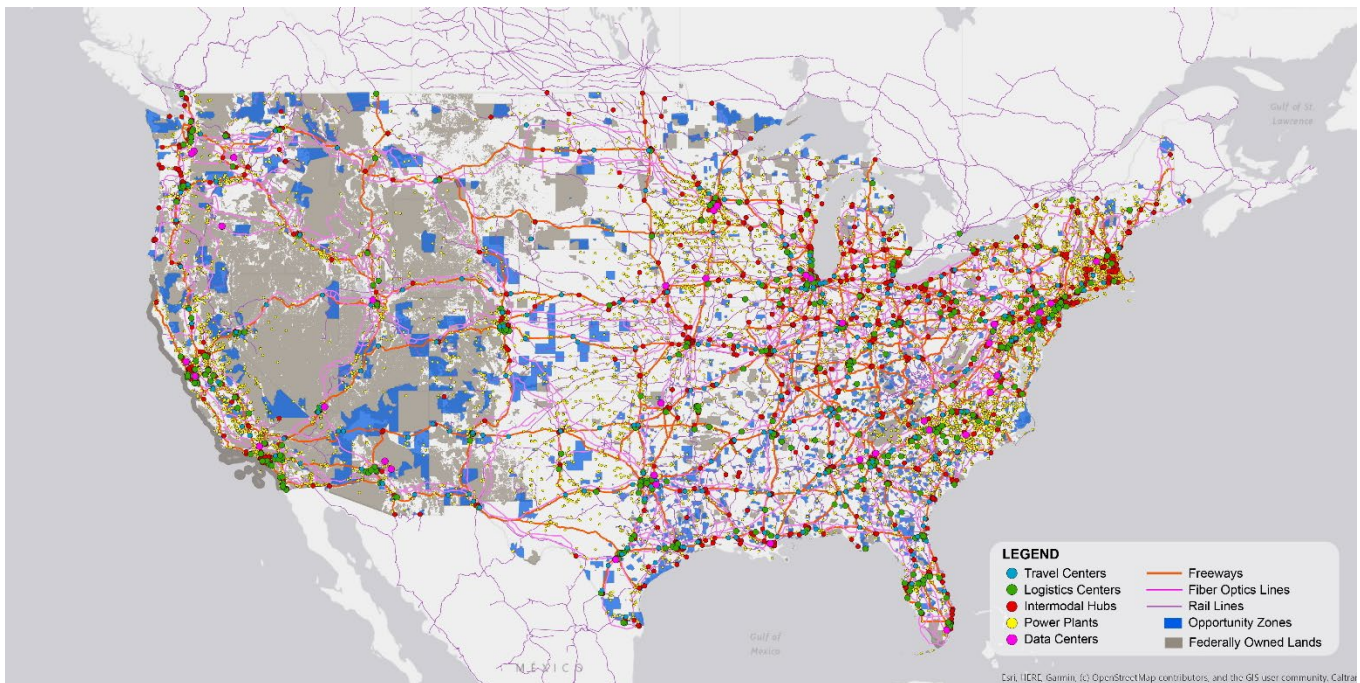 Gulf of St.
Lawrence
LEGEND
Travel Centers
Logistics Centers
Intermodal Hubs
Power Plants
Data Centers
Freeways
Fiber Optics Lines
Rail Lines
Opportunity Zones
Federally Owned Lands
Gulf of
Mexico
MÉXICO
Esri, HERE, Garmin, (c) OpenStreetMap contributors, and the GIS user community, Caltran